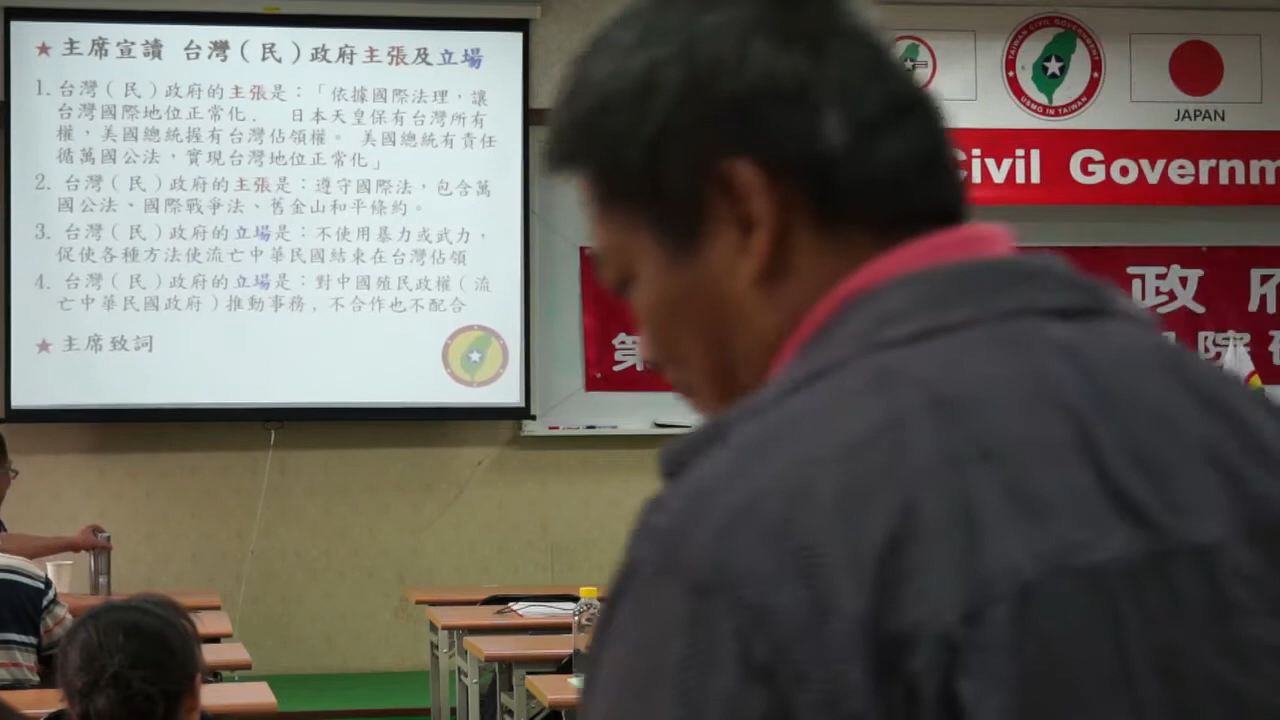 ★ 主席宣讀 台灣（民）政府主張及立場
1. 台灣（民）政府的主張是：「依據國際法理，讓
台灣國際地位正常化． 日本天皇保有台灣所有
權，美國總統握有台灣佔領權。 美國總統有責任
循萬國公法，實現台灣地位正常化」
2. 台灣（民）政府的主張是：遵守國際法，包含萬
國公法、國際戰爭法、舊金山和平條約。
3. 台灣（民）政府的立場是：不使用暴力或武力，
促使各種方法使流亡中華民國結束在台灣佔領
4. 台灣（民）政府的立場是：對中國殖民政權（流
亡中華民國政府）推動事務，不合作也不配合
★ 主席致詞
TAIWAN CIVIL GOVERNMENT
USMG IN TAIWAN
JAPAN
Civil Governm
政府
第
院